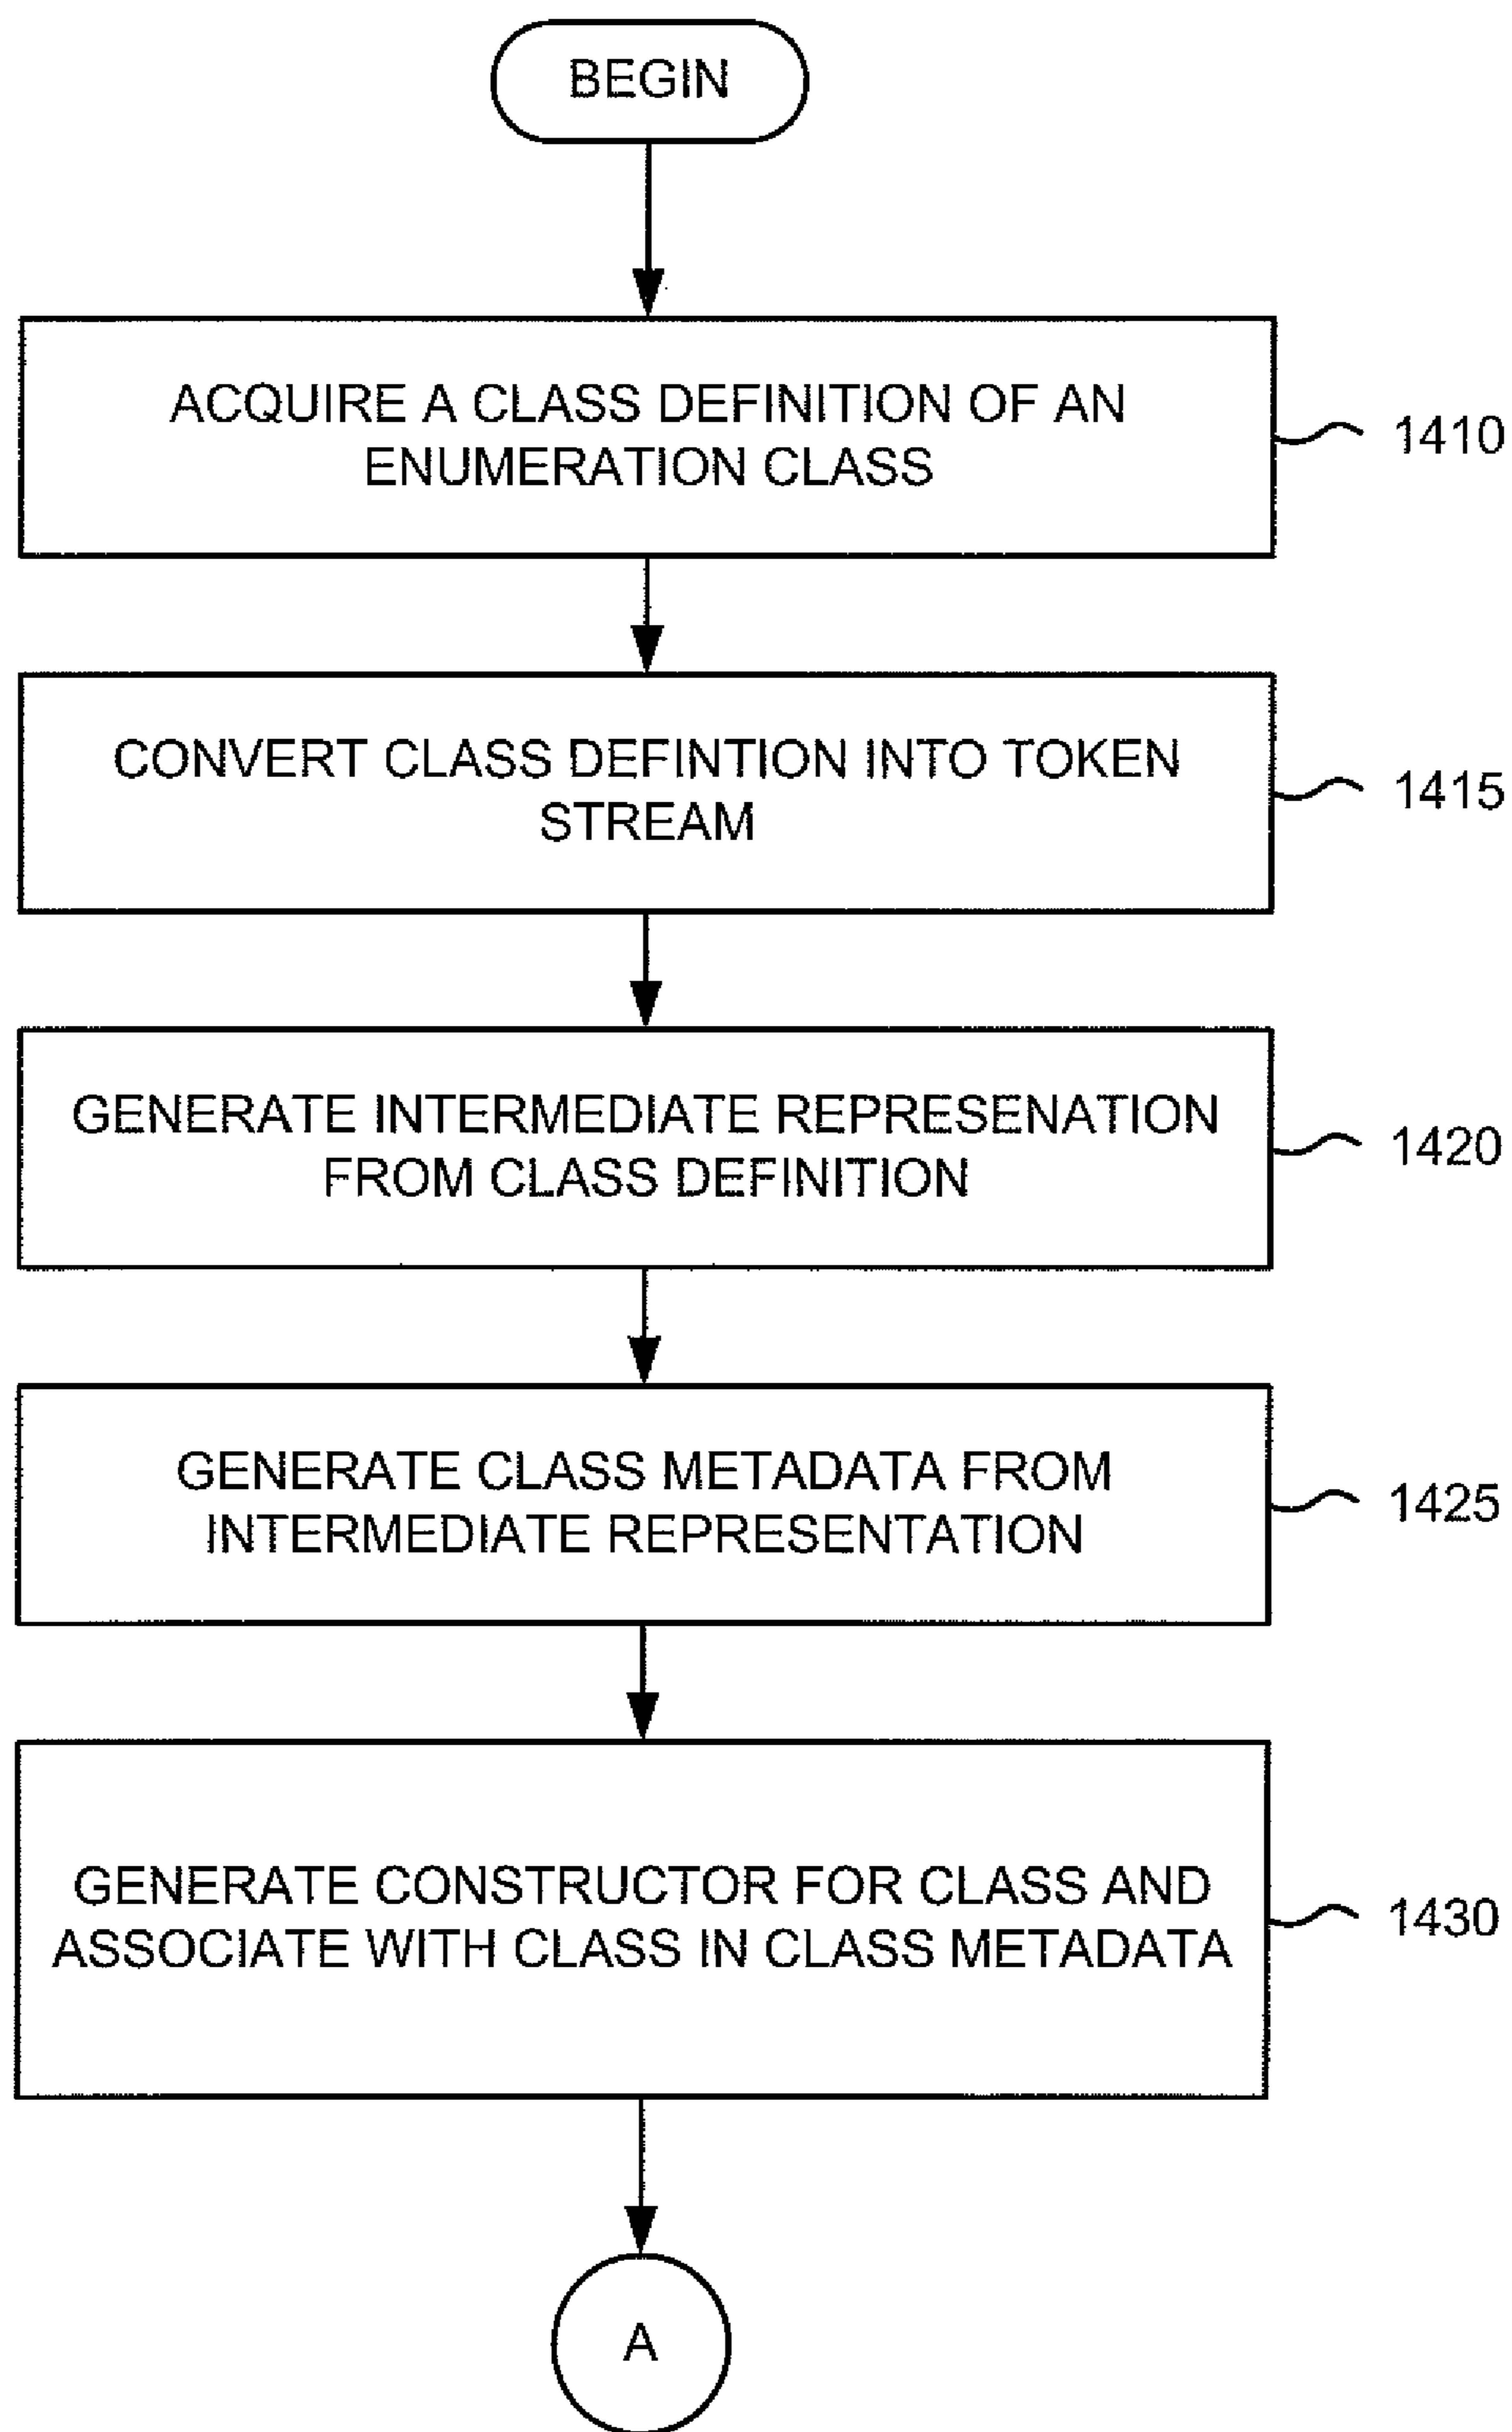 BEGIN
ACQUIRE A CLASS DEFINITION OF AN
ENUMERATION CLASS
1410
CONVERT CLASS DEFINTION INTO TOKEN
STREAM
1415
GENERATE INTERMEDIATE REPRESENATION
FROM CLASS DEFINITION
1420
GENERATE CLASS METADATA FROM
INTERMEDIATE REPRESENTATION
1425
GENERATE CONSTRUCTOR FOR CLASS AND
ASSOCIATE WITH CLASS IN CLASS METADATA
1430
A